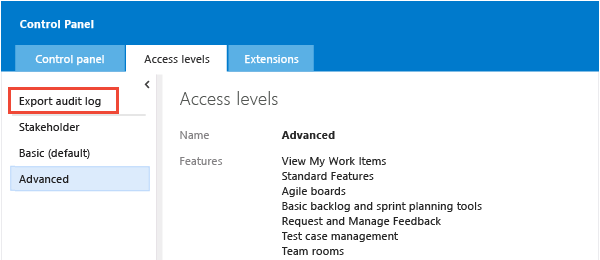 Control Panel
Control panel
Access levels
Extensions
Export audit log
Stakeholder
Basic (default)
Advanced
Access levels
Name Advanced
Features View My Work Items
Standard Features
Agile boards
Basic backlog and sprint planning tools
Request and Manage Feedback
Test case management
Team rooms